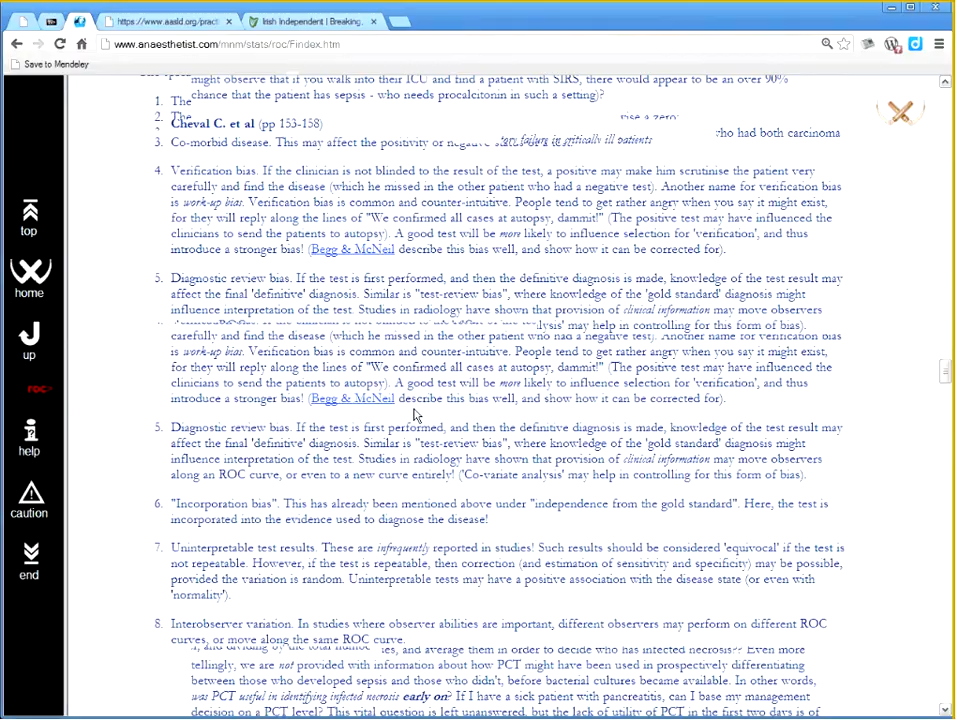 https://www.aasld.org/practi
Irish Independent | Breaking,
www.anaesthetist.com/mnm/stats/roc/Findex.htm
Save to Mendeley
might observe that if you walk into their ICU and find a patient with SIRS, there would appear to be an over 90%
chance that the patient has sepsis - who needs procalcitonin in such a setting)?
1. The
2. The
Cheval C. et al (pp 153-158)
who had both carcinoma
3. Co-morbid disease. This may affect the positivity or failure in critically ill patients
4. Verification bias. If the clinician is not blinded to the result of the test, a positive may make him scrutinise the patient very
carefully and find the disease (which he missed in the other patient who had a negative test). Another name for verification bias
is work-up bias. Verification bias is common and counter-intuitive. People tend to get rather angry when you say it might exist,
for they will reply along the lines of "We confirmed all cases at autopsy, dammit!" (The positive test may have influenced the
clinicians to send the patients to autopsy). A good test will be more likely to influence selection for 'verification', and thus
introduce a stronger bias! (Begg & McNeil describe this bias well, and show how it can be corrected for).
5. Diagnostic review bias. If the test is first performed, and then the definitive diagnosis is made, knowledge of the test result may
affect the final 'definitive' diagnosis. Similar is "test-review bias", where knowledge of the 'gold standard' diagnosis might
influence interpretation of the test. Studies in radiology have shown that provision of clinical information may move observers
lysis' may help in controlling for this form of bias).
carefully and find the disease (which he missed in the other patient who had a negative test). Another name for verification bias
is work-up bias. Verification bias is common and counter-intuitive. People tend to get rather angry when you say it might exist,
for they will reply along the lines of "We confirmed all cases at autopsy, dammit!" (The positive test may have influenced the
clinicians to send the patients to autopsy). A good test will be more likely to influence selection for 'verification', and thus
introduce a stronger bias! (Begg & McNeil describe this bias well, and show how it can be corrected for).
5. Diagnostic review bias. If the test is first performed, and then the definitive diagnosis is made, knowledge of the test result may
affect the final 'definitive' diagnosis. Similar is "test-review bias", where knowledge of the 'gold standard' diagnosis might
influence interpretation of the test. Studies in radiology have shown that provision of clinical information may move observers
along an ROC curve, or even to a new curve entirely! ('Co-variate analysis' may help in controlling for this form of bias).
6. "Incorporation bias". This has already been mentioned above under "independence from the gold standard". Here, the test is
incorporated into the evidence used to diagnose the disease!
7. Uninterpretable test results. These are infrequently reported in studies! Such results should be considered 'equivocal' if the test is
not repeatable. However, if the test is repeatable, then correction (and estimation of sensitivity and specificity) may be possible,
provided the variation is random. Uninterpretable tests may have a positive association with the disease state (or even with
'normality').
8. Interobserver variation. In studies where observer abilities are important, different observers may perform on different ROC
curves, or move along the same ROC curve.
and average them in order to decide who has infected necrosis?? Even more
tellingly, we are not provided with information about how PCT might have been used in prospectively differentiating
between those who developed sepsis and those who didn't, before bacterial cultures became available. In other words,
was PCT useful in identifying infected necrosis early on? If I have a sick patient with pancreatitis, can I base my management
decision on a PCT level? This vital question is left unanswered, but the lack of utility of PCT in the first two days is of
top
home
up
ROC
help
caution
end